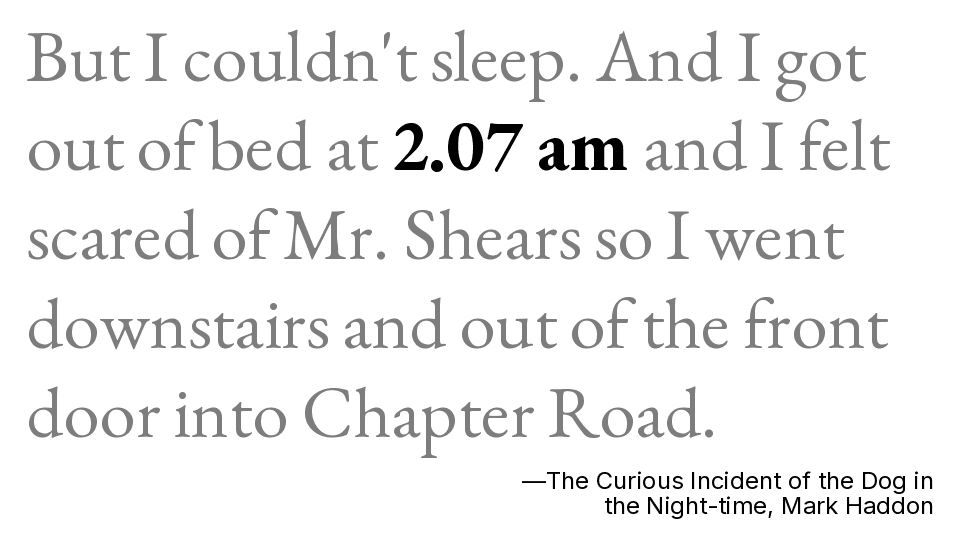 But I couldn't sleep. And I got
out of bed at 2.07 am and I felt
scared of Mr. Shears so I went
downstairs and out of the front
door into Chapter Road.
—The Curious Incident of the Dog in
the Night-time, Mark Haddon